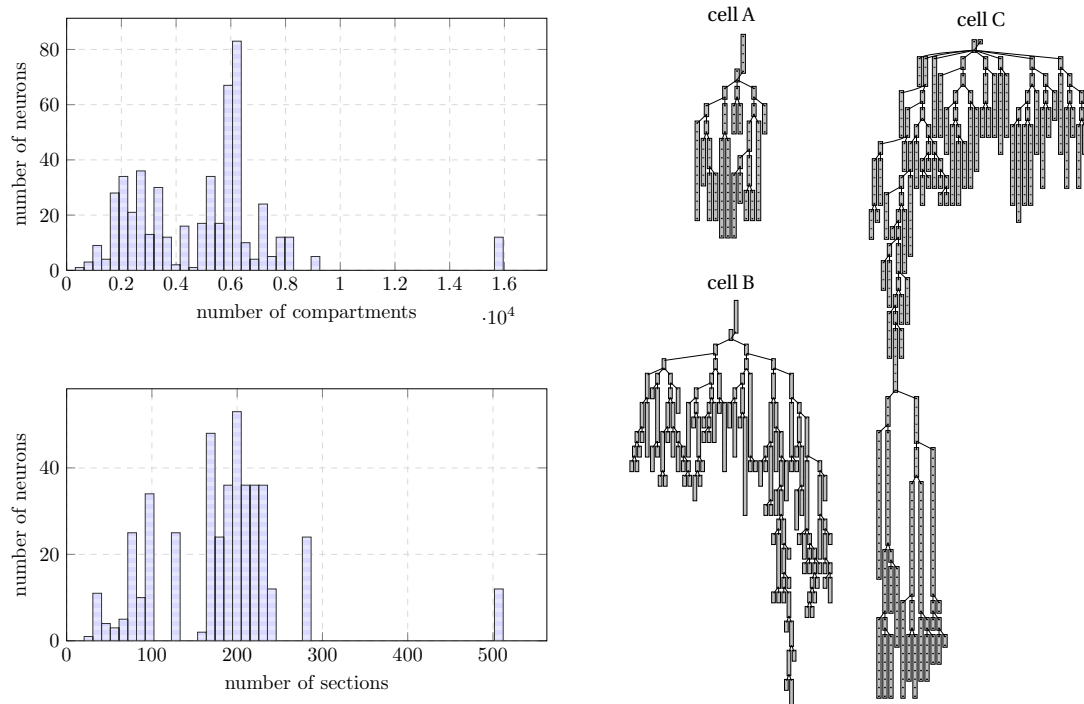 number of neurons
80
60
40
20
0
0 0.2 0.4 0.6 0.8 1 1.2 1.4 1.6
number of compartments
·10⁴
number of neurons
40
20
0
0 100 200 300 400 500
number of sections
cell A
cell B
cell C